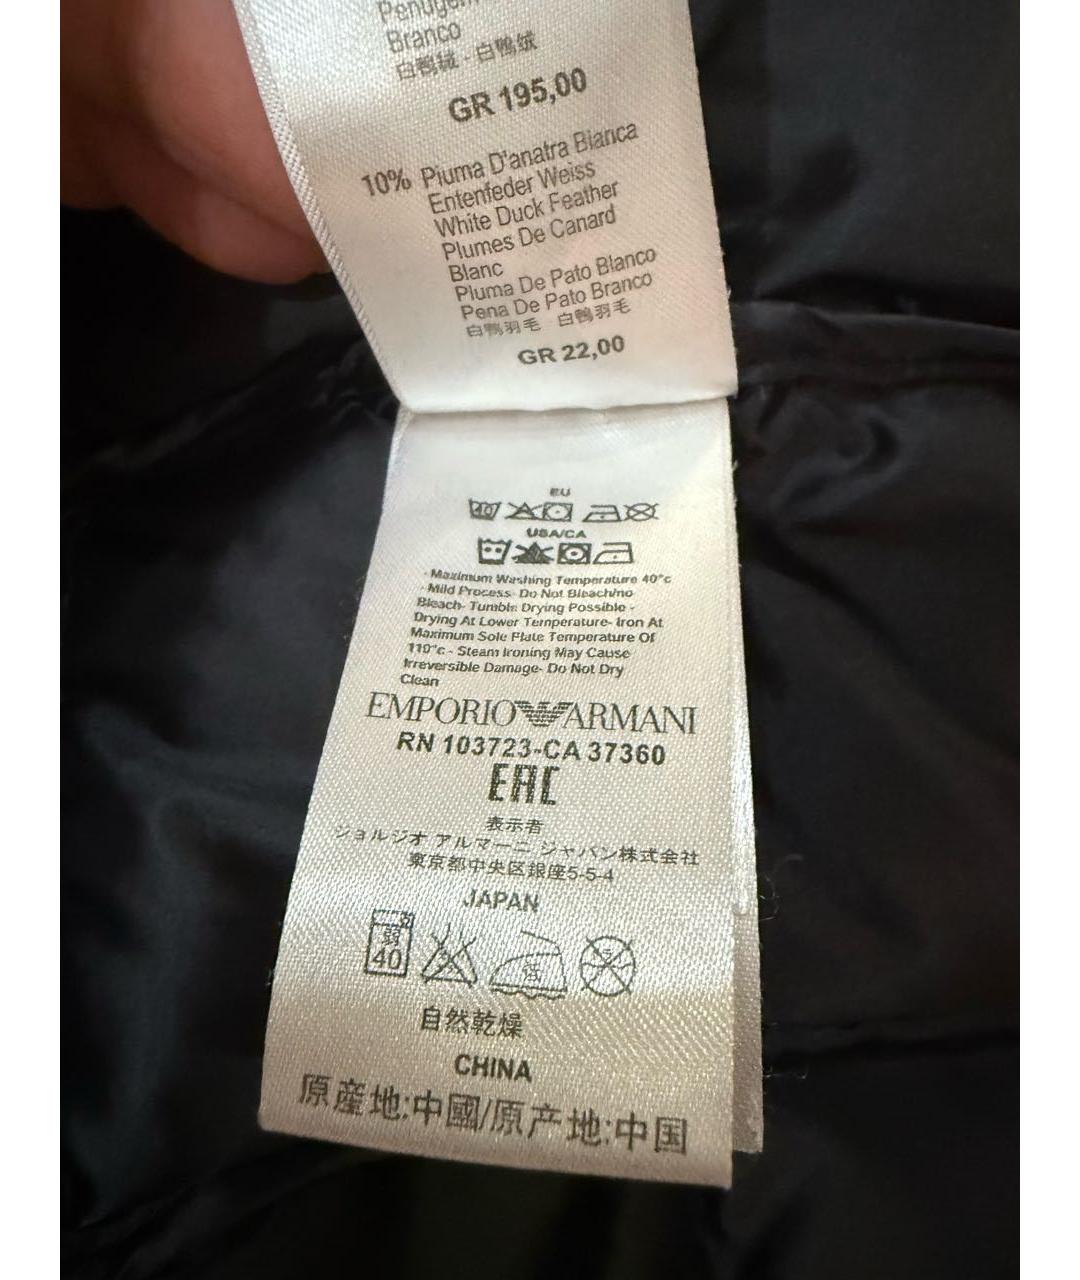 Branco
白鴨絨 - 白鸭绒
GR 195,00
10% Piuma D'anatra Bianca
Entenfeder Weiss
White Duck Feather
Plumes De Canard
Blanc
Pluma De Pato Blanco
Pena De Pato Branco
白鴨羽毛 白鸭羽毛
GR 22,00
EU
40
USA/CA
- Maximum Washing Temperature 40°c
- Mild Process- Do Not Bleach/no
Bleach- Tumble Drying Possible -
Drying At Lower Temperature- Iron At
Maximum Sole Plate Temperature Of
110°c - Steam Ironing May Cause
Irreversible Damage- Do Not Dry
Clean
EMPORIO ARMANI
RN 103723-CA 37360
EAC
表示者
ジョルジオ アルマーニ ジャパン株式会社
東京都中央区銀座5-5-4
JAPAN
弱
40
低
自然乾燥
CHINA
原産地:中國/原产地:中国